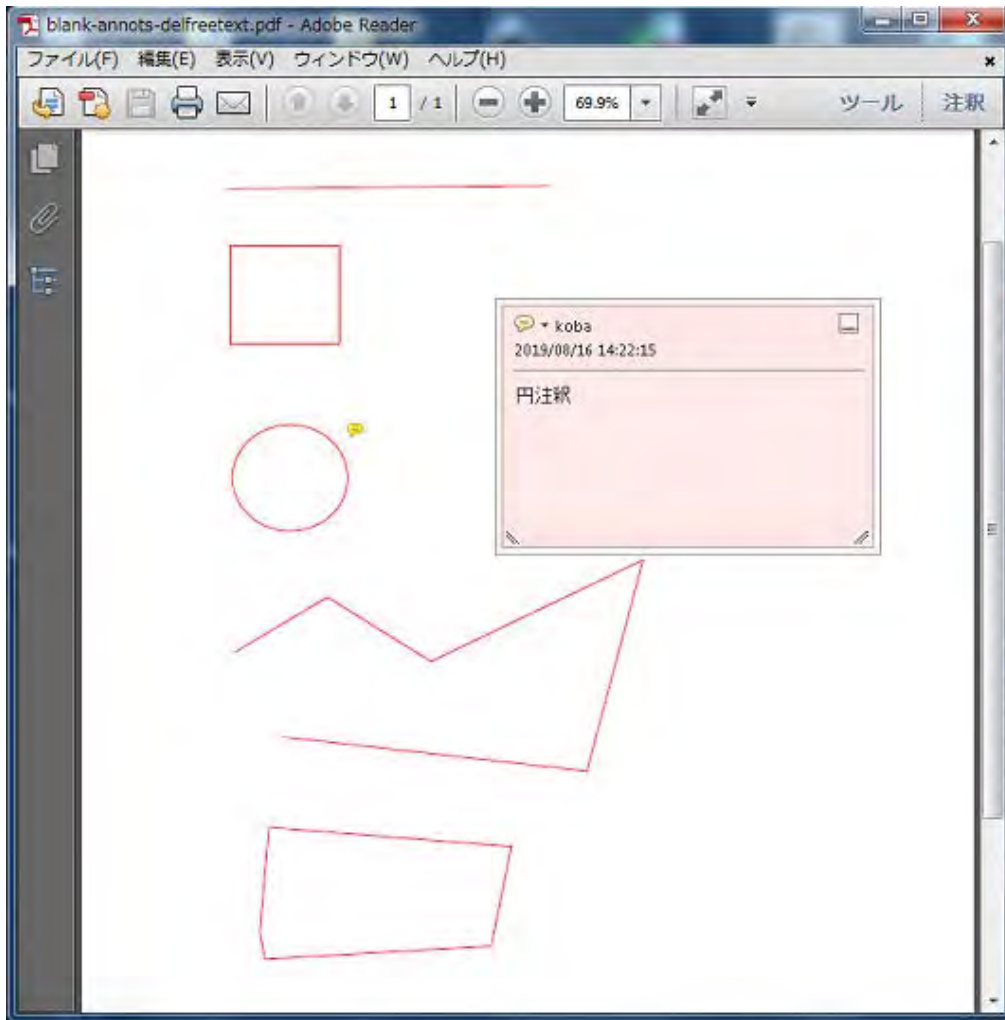 blank-annots-delfreetext.pdf - Adobe Reader
ファイル(F) 編集(E) 表示(V) ウィンドウ(W) ヘルプ(H)
1 / 1 69.9% ツール 注釈
koba
2019/08/16 14:22:15
円注釈